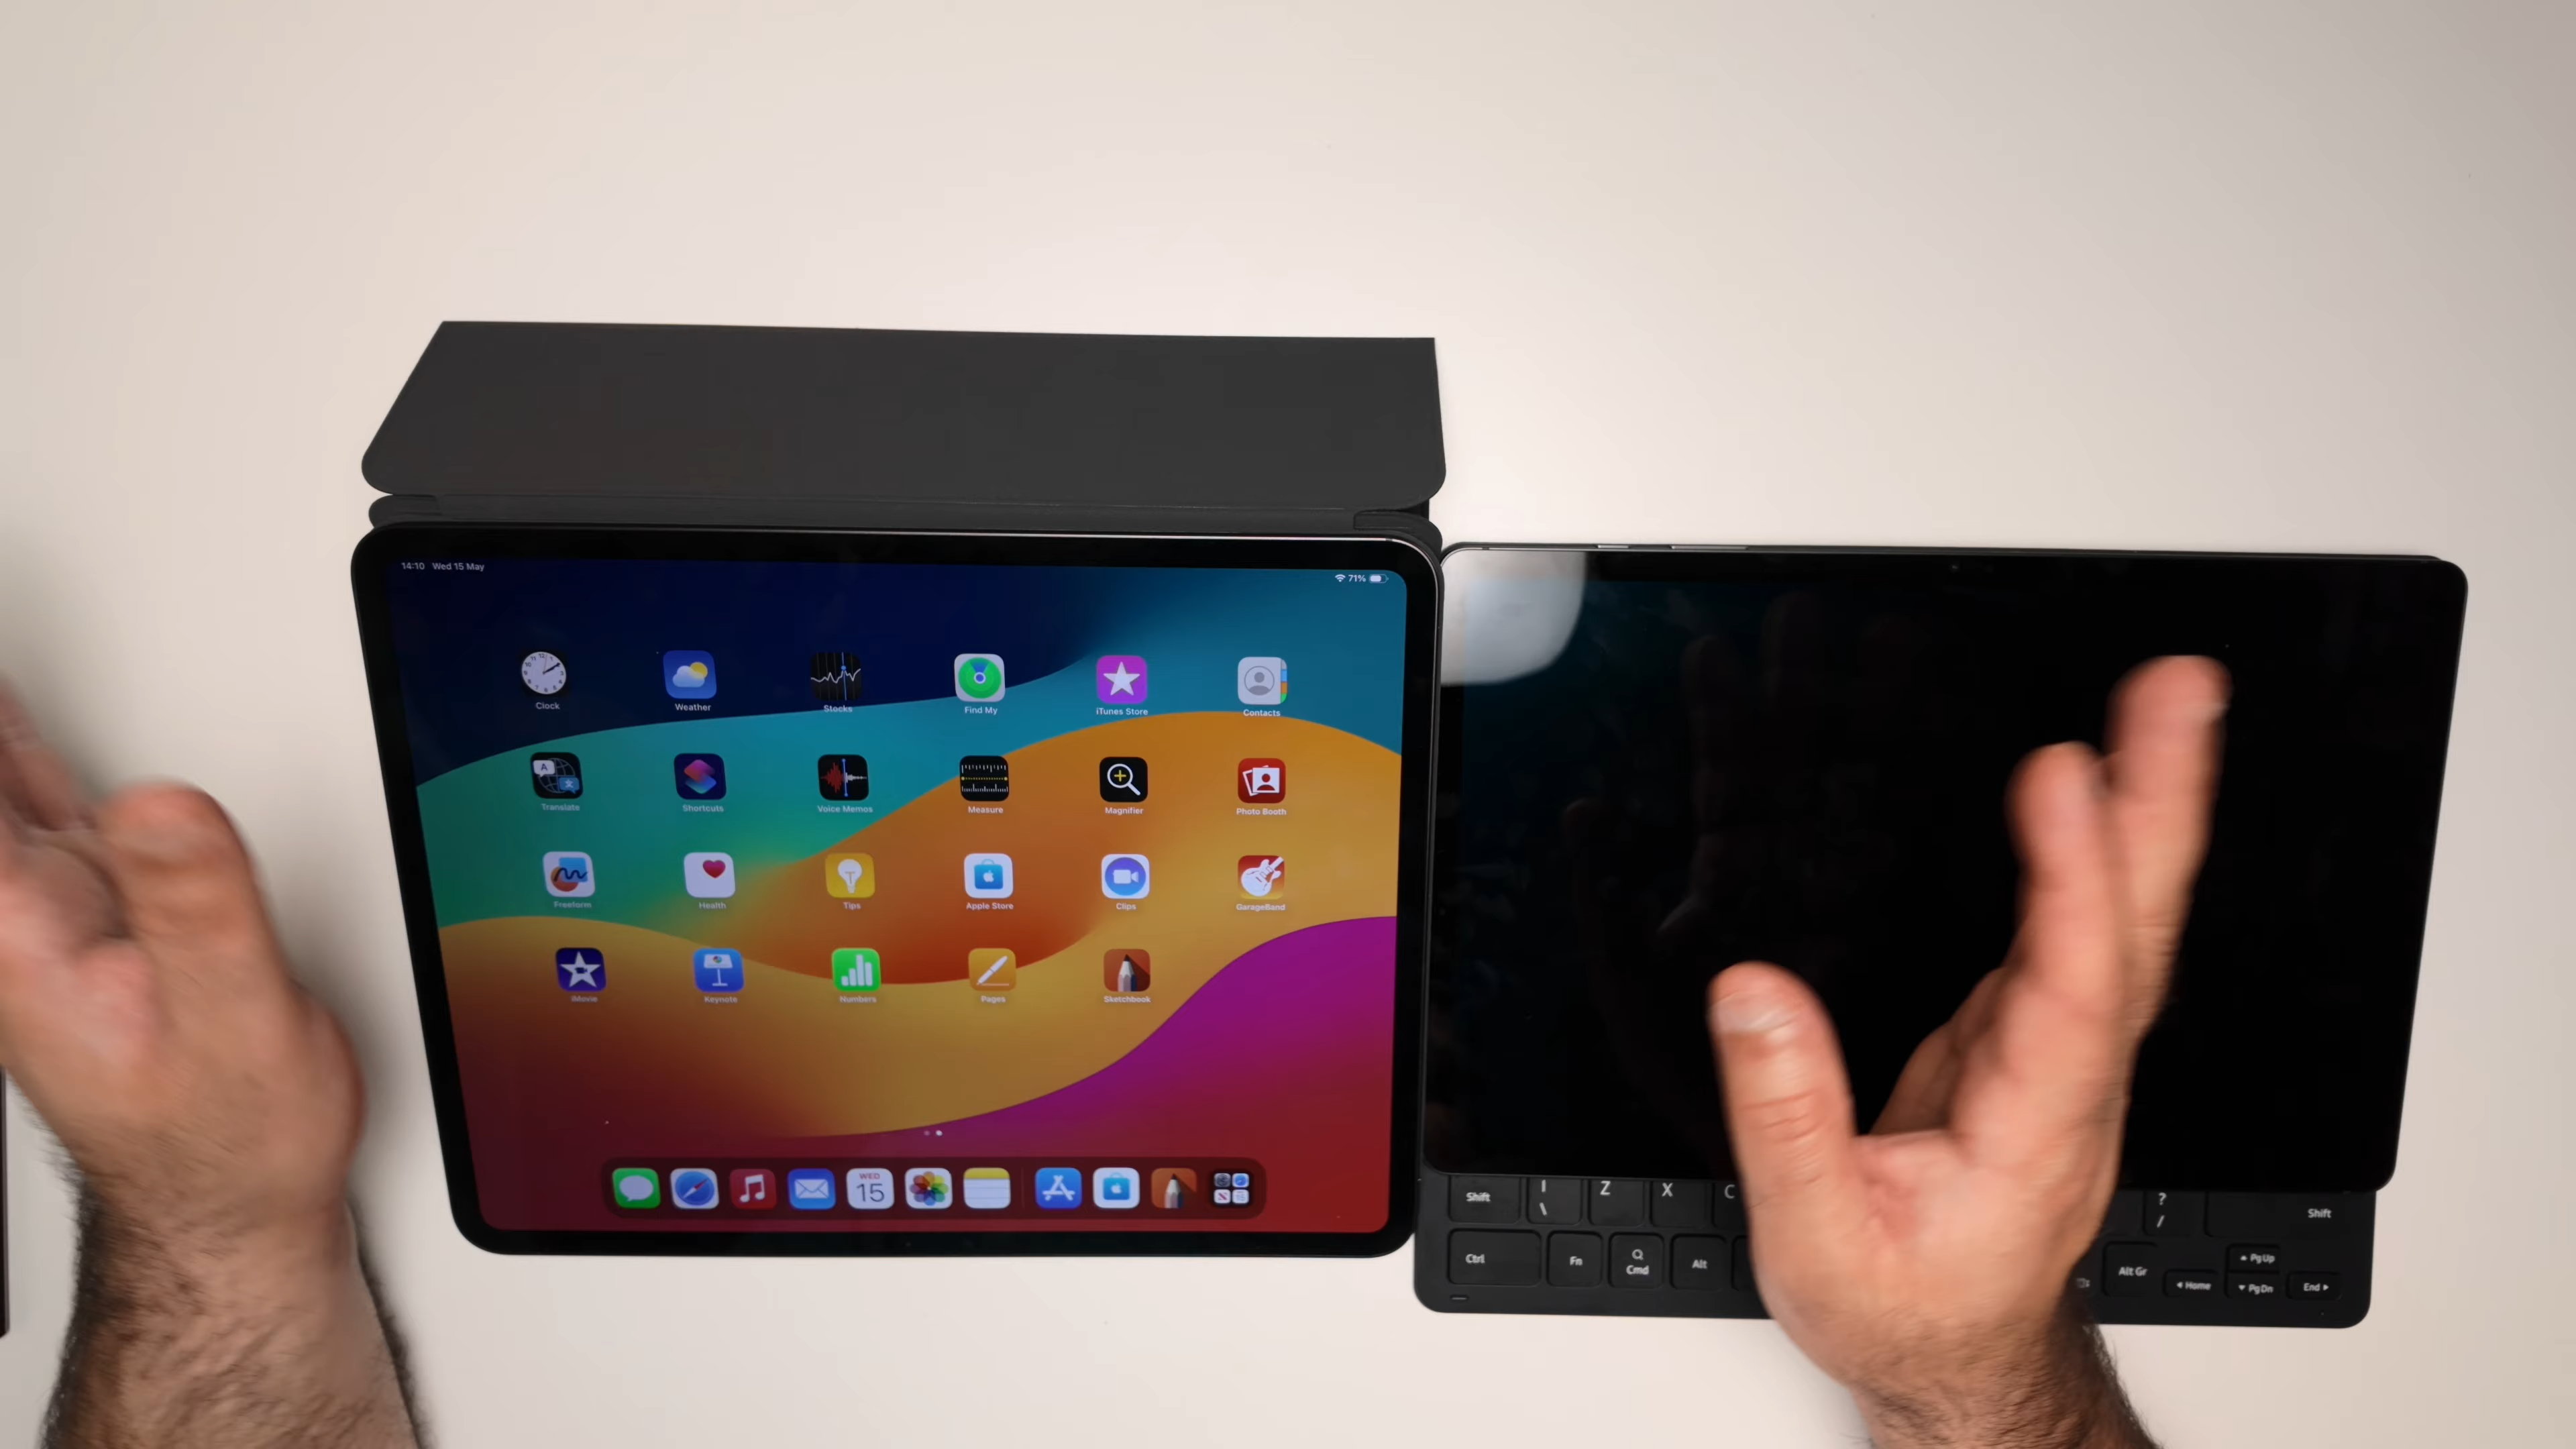 14:10 Wed 15 May
71%
Clock
Weather
Stocks
Find My
iTunes Store
Contacts
Translate
Shortcuts
Voice Memos
Measure
Magnifier
Photo Booth
Freeform
Health
Tips
Apple Store
Clips
GarageBand
iMovie
Keynote
Numbers
Pages
Sketchbook
WED
15
Shift
\
Z
X
C
?
/
Shift
Ctrl
Fn
Cmd
Alt
Alt Gr
Home
PgUp
PgDn
End